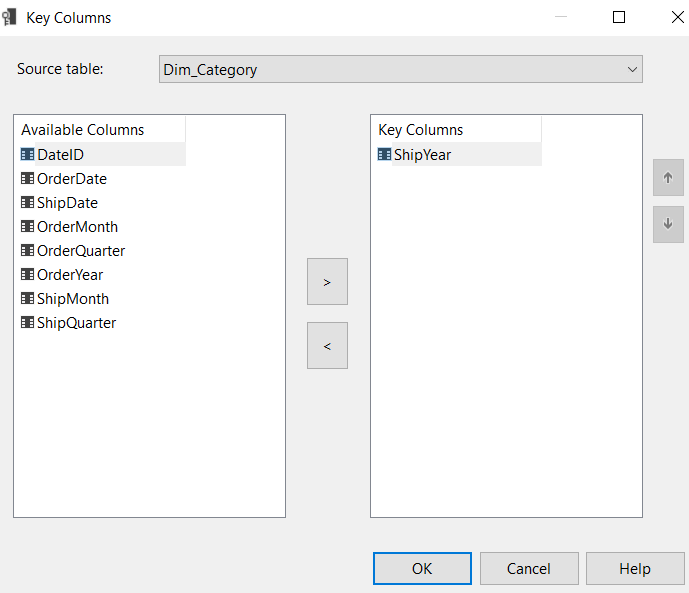 Key Columns
Source table:
Dim_Category
Available Columns
DateID
OrderDate
ShipDate
OrderMonth
OrderQuarter
OrderYear
ShipMonth
ShipQuarter
>
<
Key Columns
ShipYear
OK
Cancel
Help